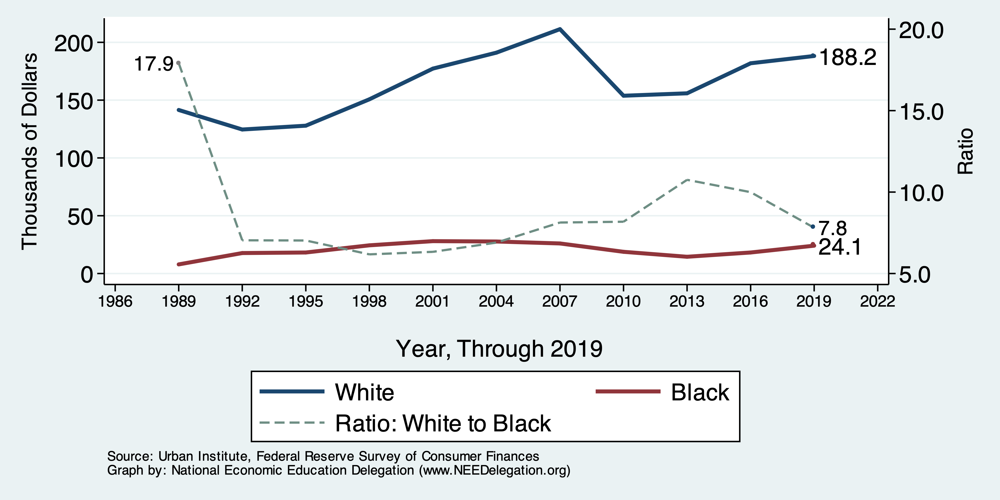 Thousands of Dollars
200
150
100
50
0
20.0
15.0
10.0
5.0
Ratio
17.9
188.2
7.8
24.1
1986 1989 1992 1995 1998 2001 2004 2007 2010 2013 2016 2019 2022
Year, Through 2019
White Black
Ratio: White to Black
Source: Urban Institute, Federal Reserve Survey of Consumer Finances
Graph by: National Economic Education Delegation (www.NEEDelegation.org)